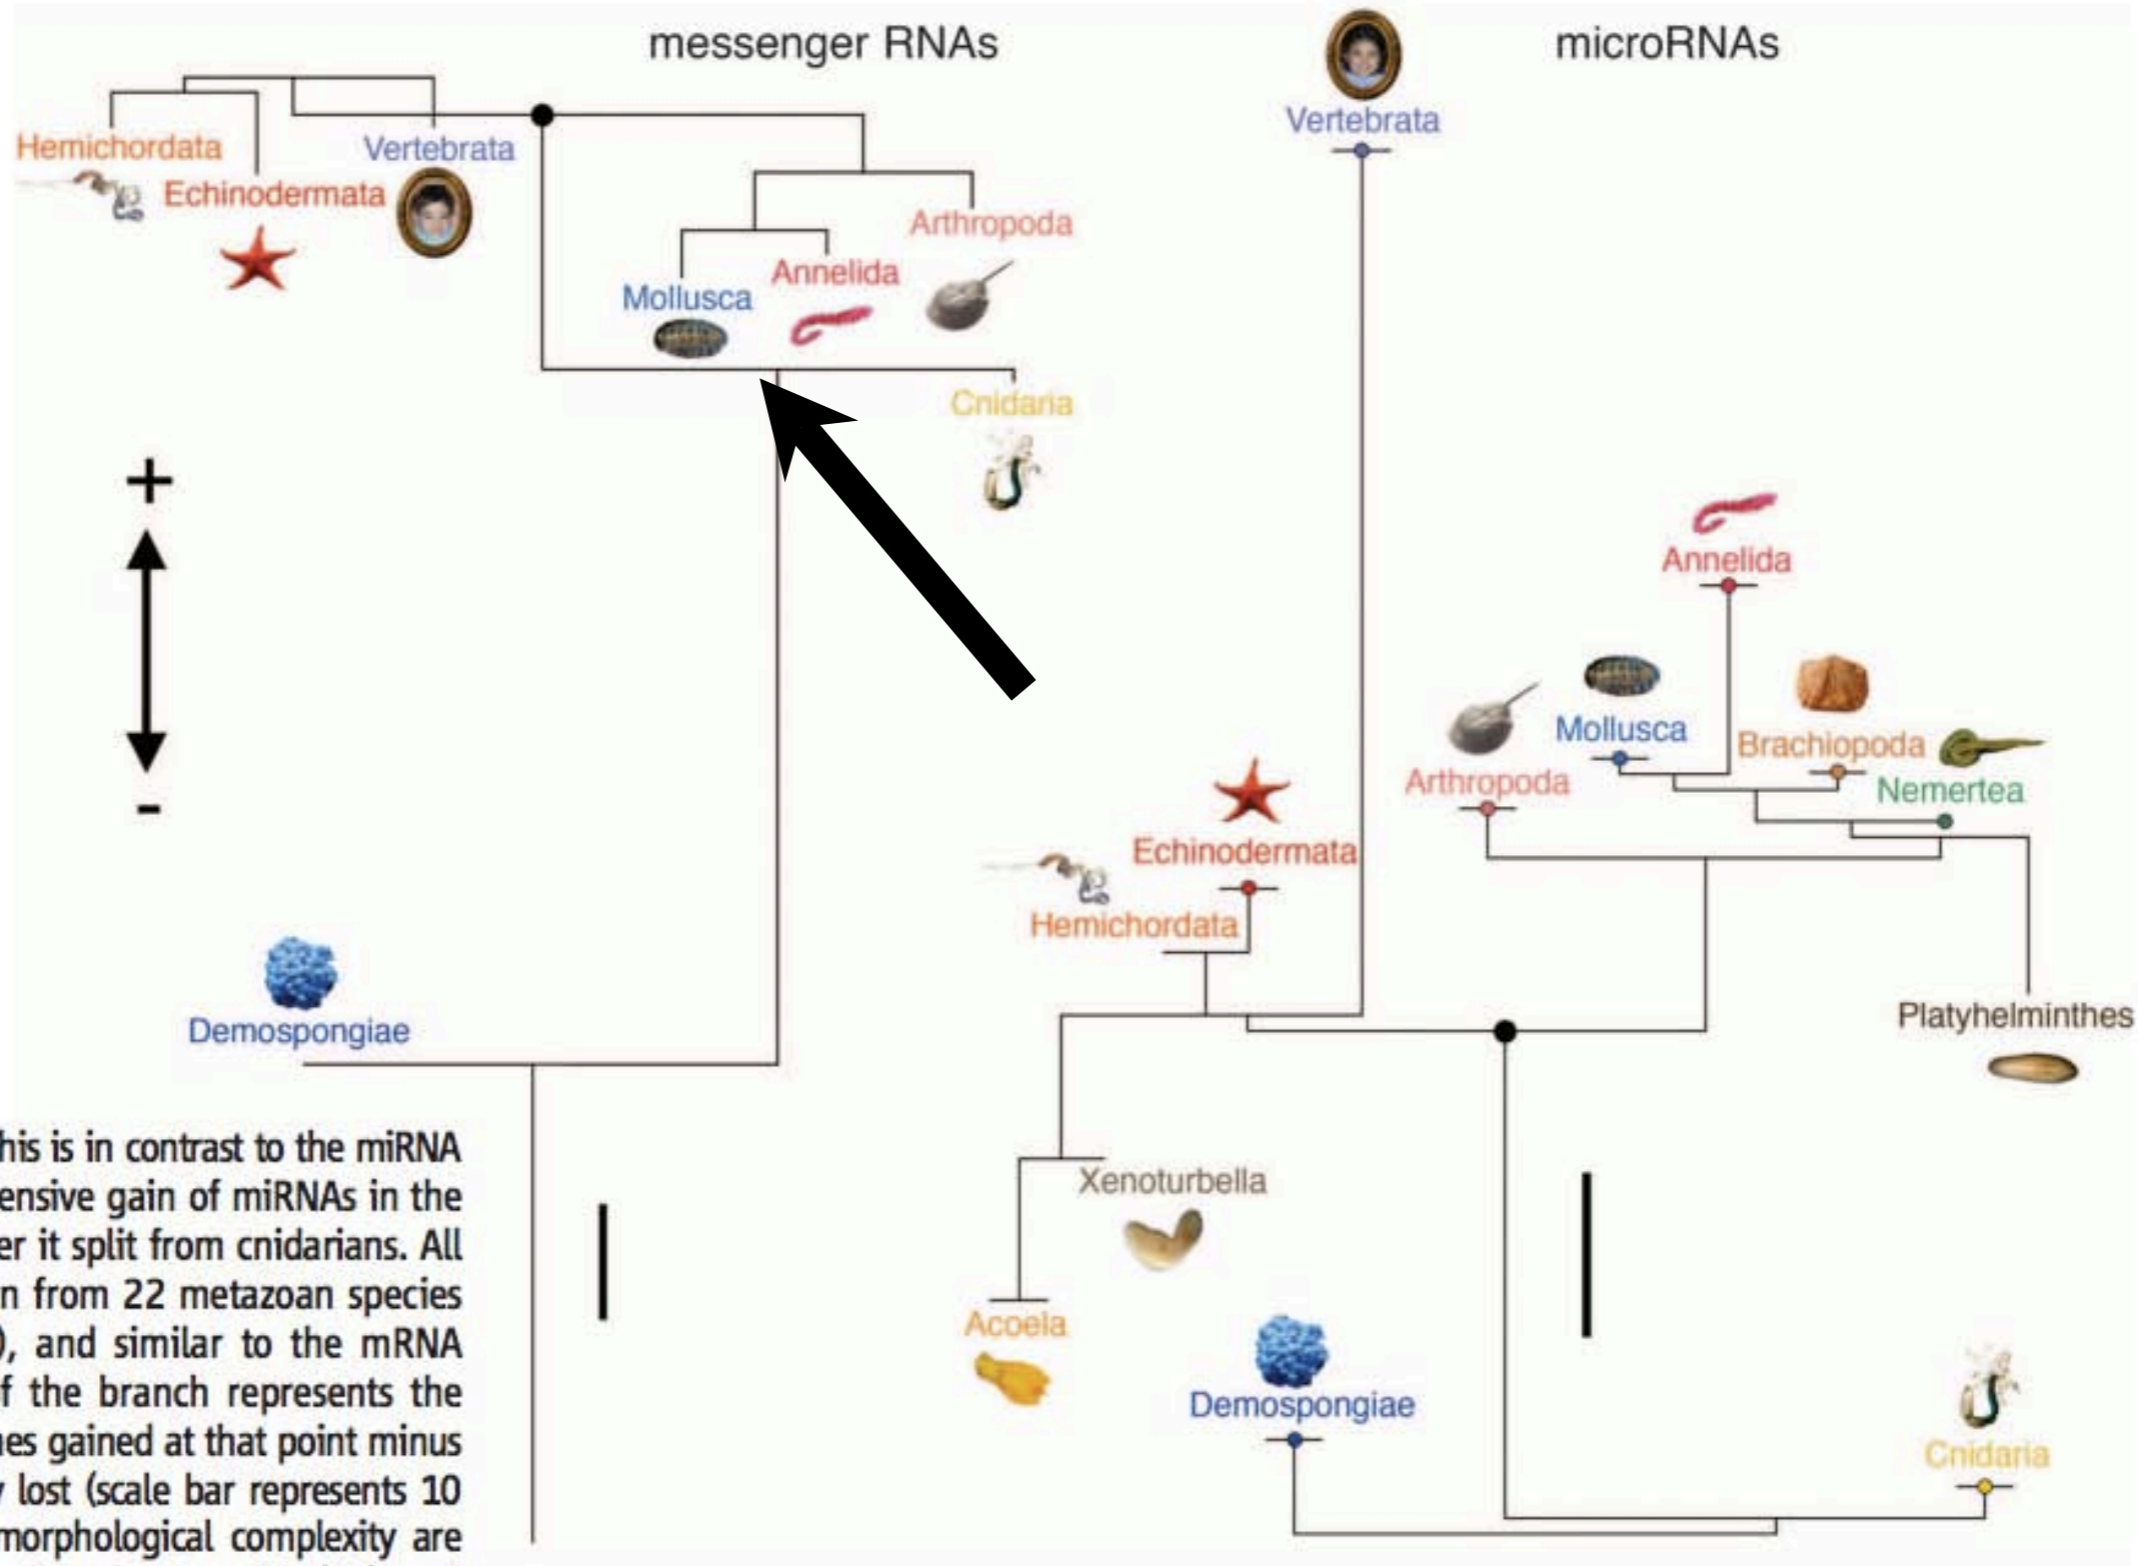 messenger RNAs
microRNAs
Vertebrata
Hemichordata
Vertebrata
Echinodermata
Arthropoda
Annelida
Mollusca
Cnidaria
+
-
Annelida
Mollusca
Brachiopoda
Arthropoda
Nemertea
Echinodermata
Hemichordata
Platyhelminthes
Demospongiae
Xenoturbella
Acoela
Demospongiae
Cnidaria
his is in contrast to the miRNA
ensive gain of miRNAs in the
er it split from cnidarians. All
n from 22 metazoan species
), and similar to the mRNA
f the branch represents the
nes gained at that point minus
y lost (scale bar represents 10
morphological complexity are